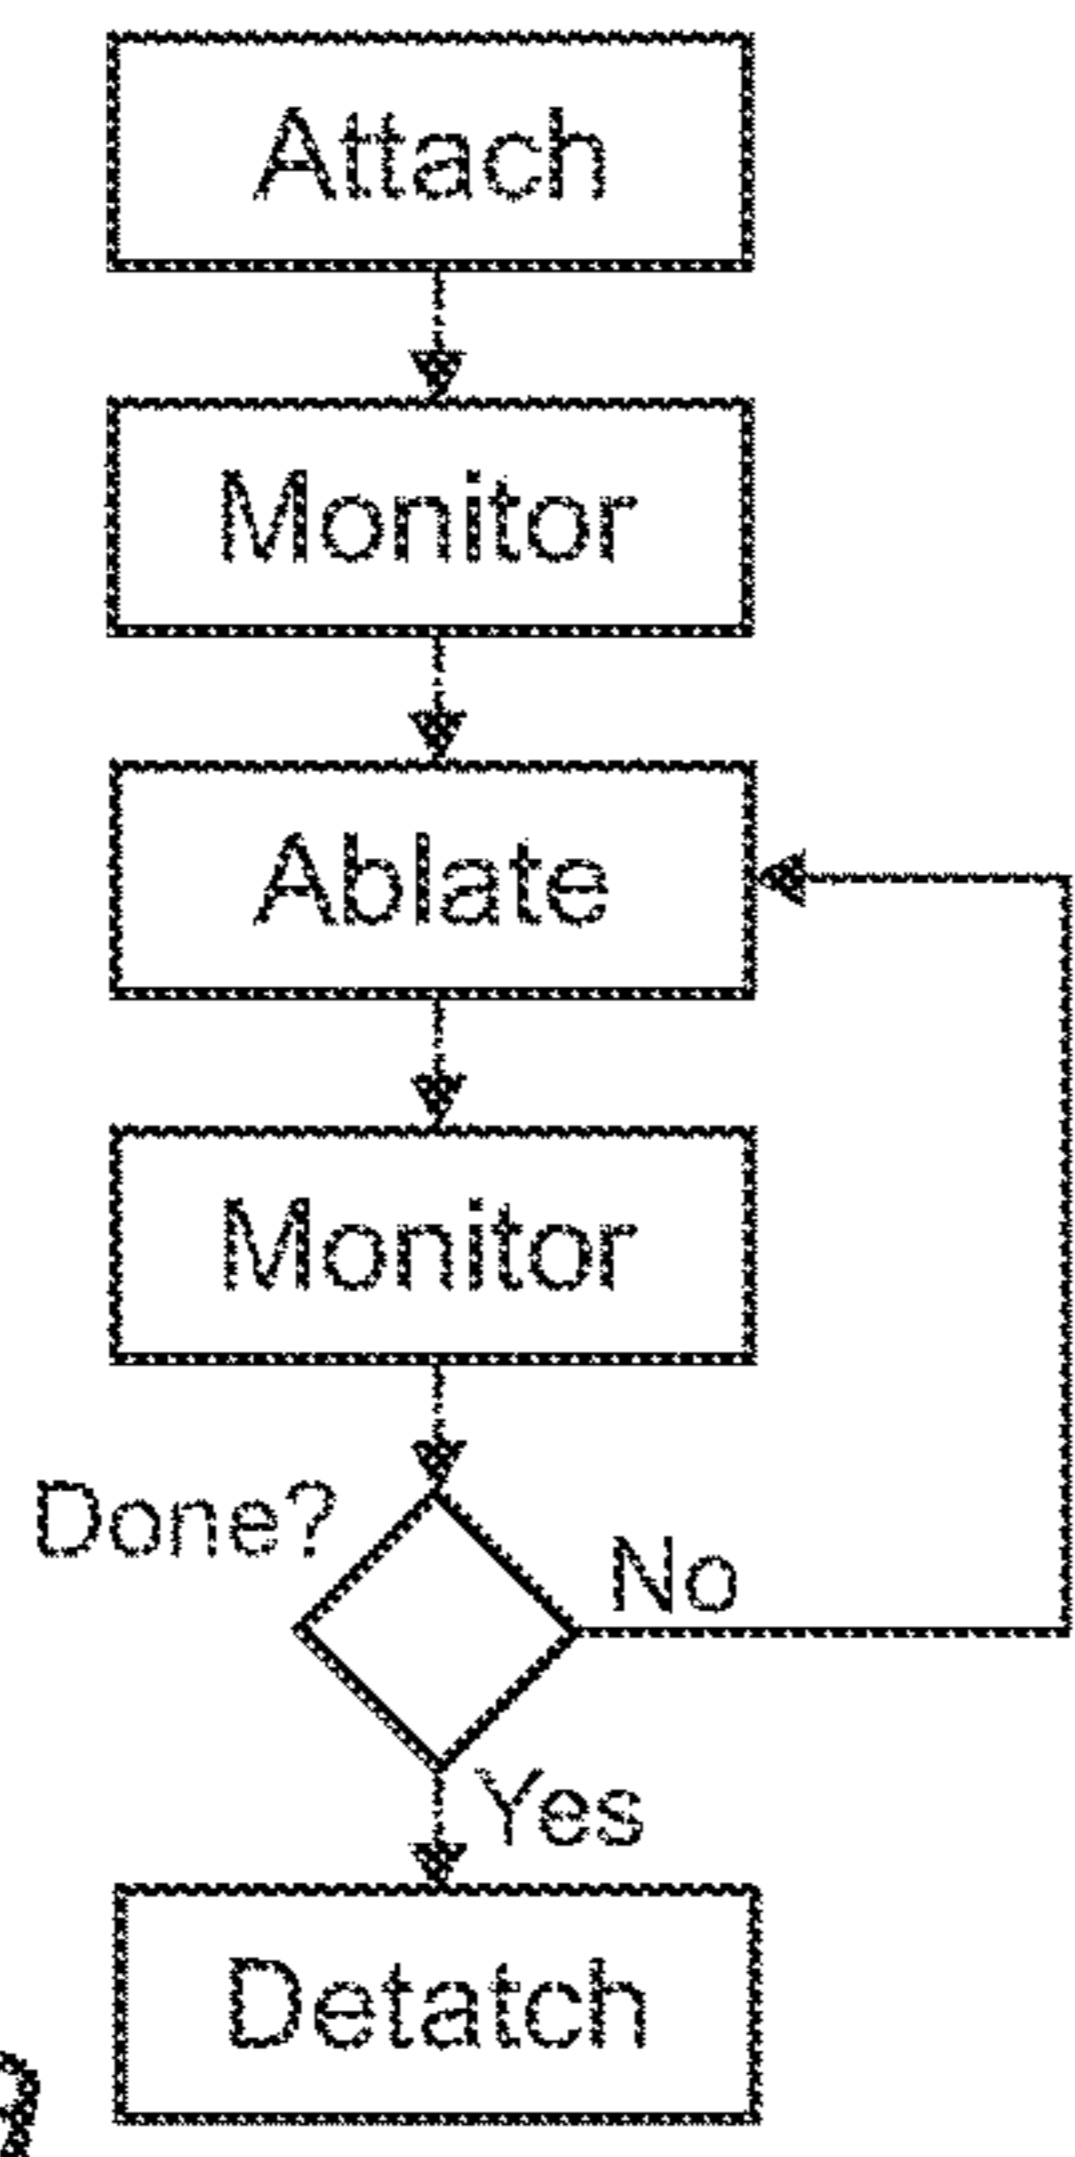 Attach
Monitor
Ablate
Monitor
Done?
No
Yes
Detatch